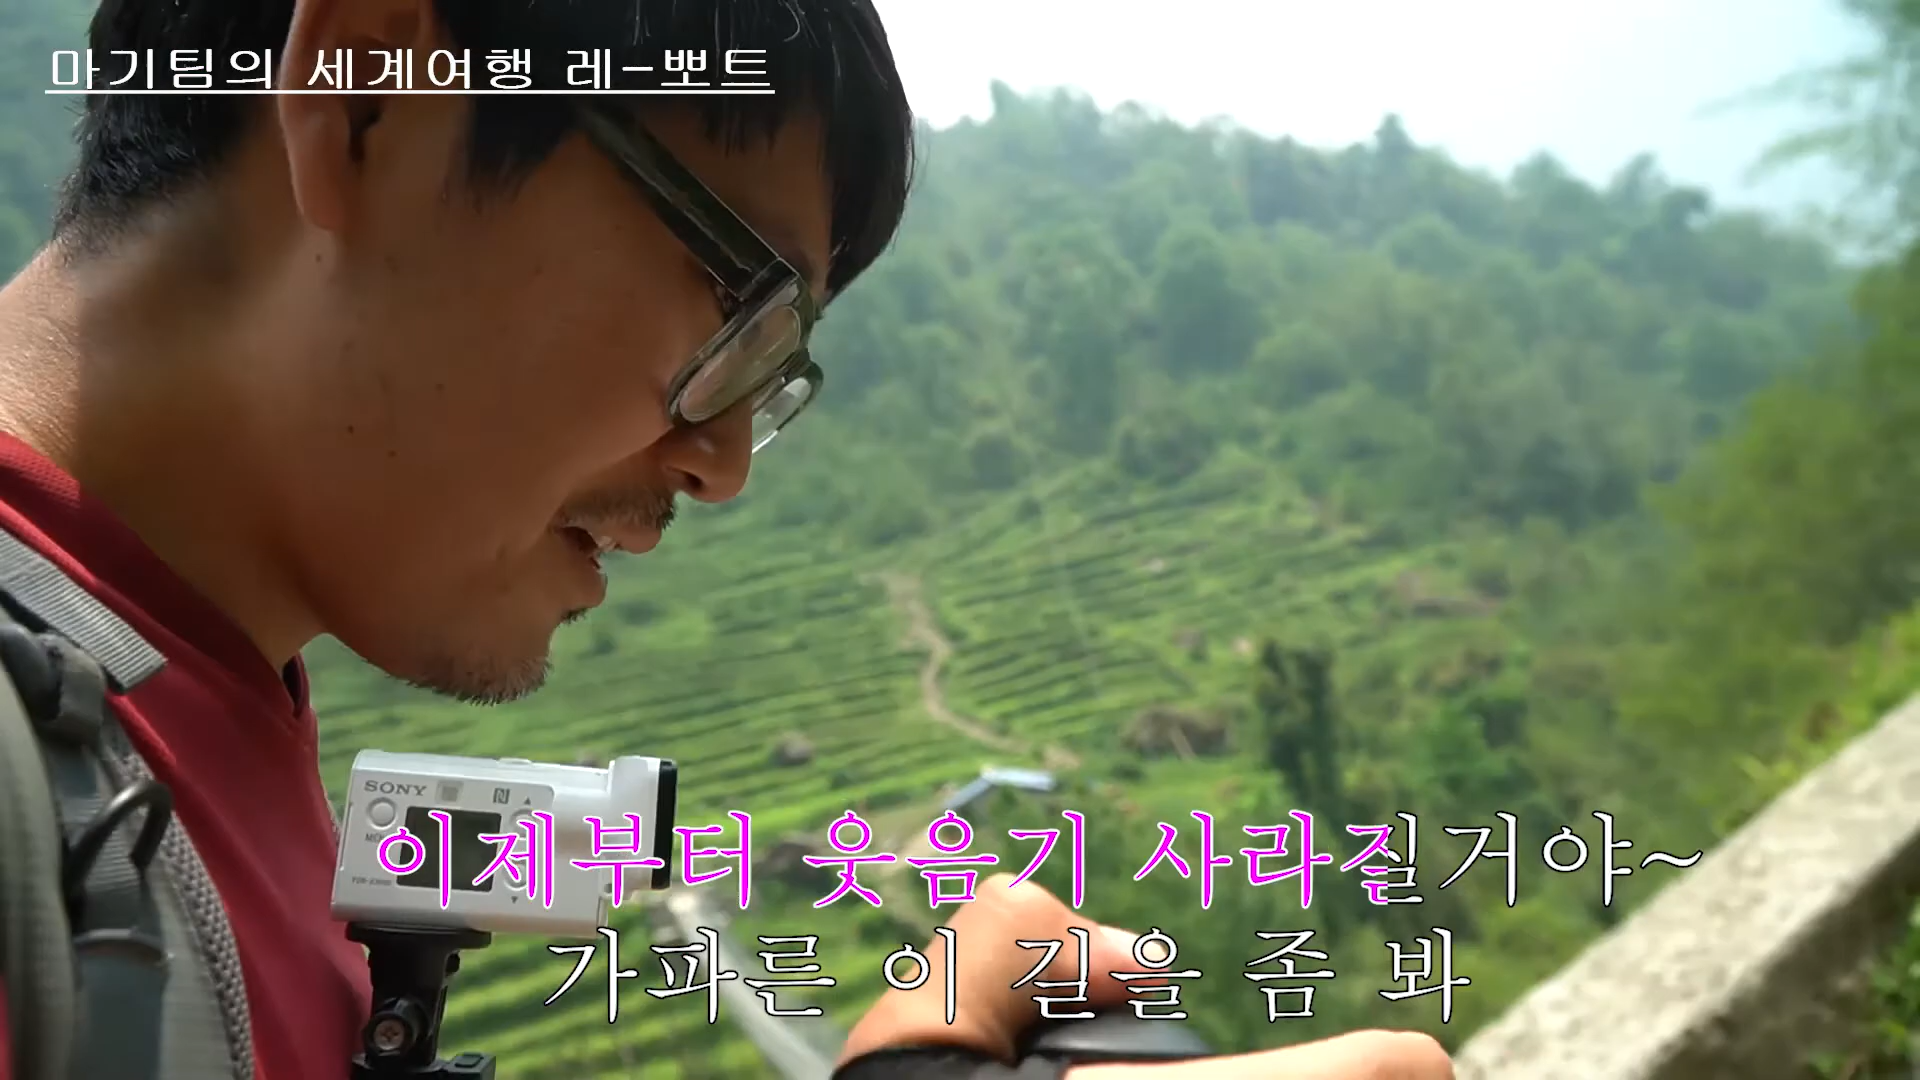 마기팀의 세계여행 레-뽀트
SONY
이제부터 웃음기 사라질거야~
가파른 이 길을 좀 봐